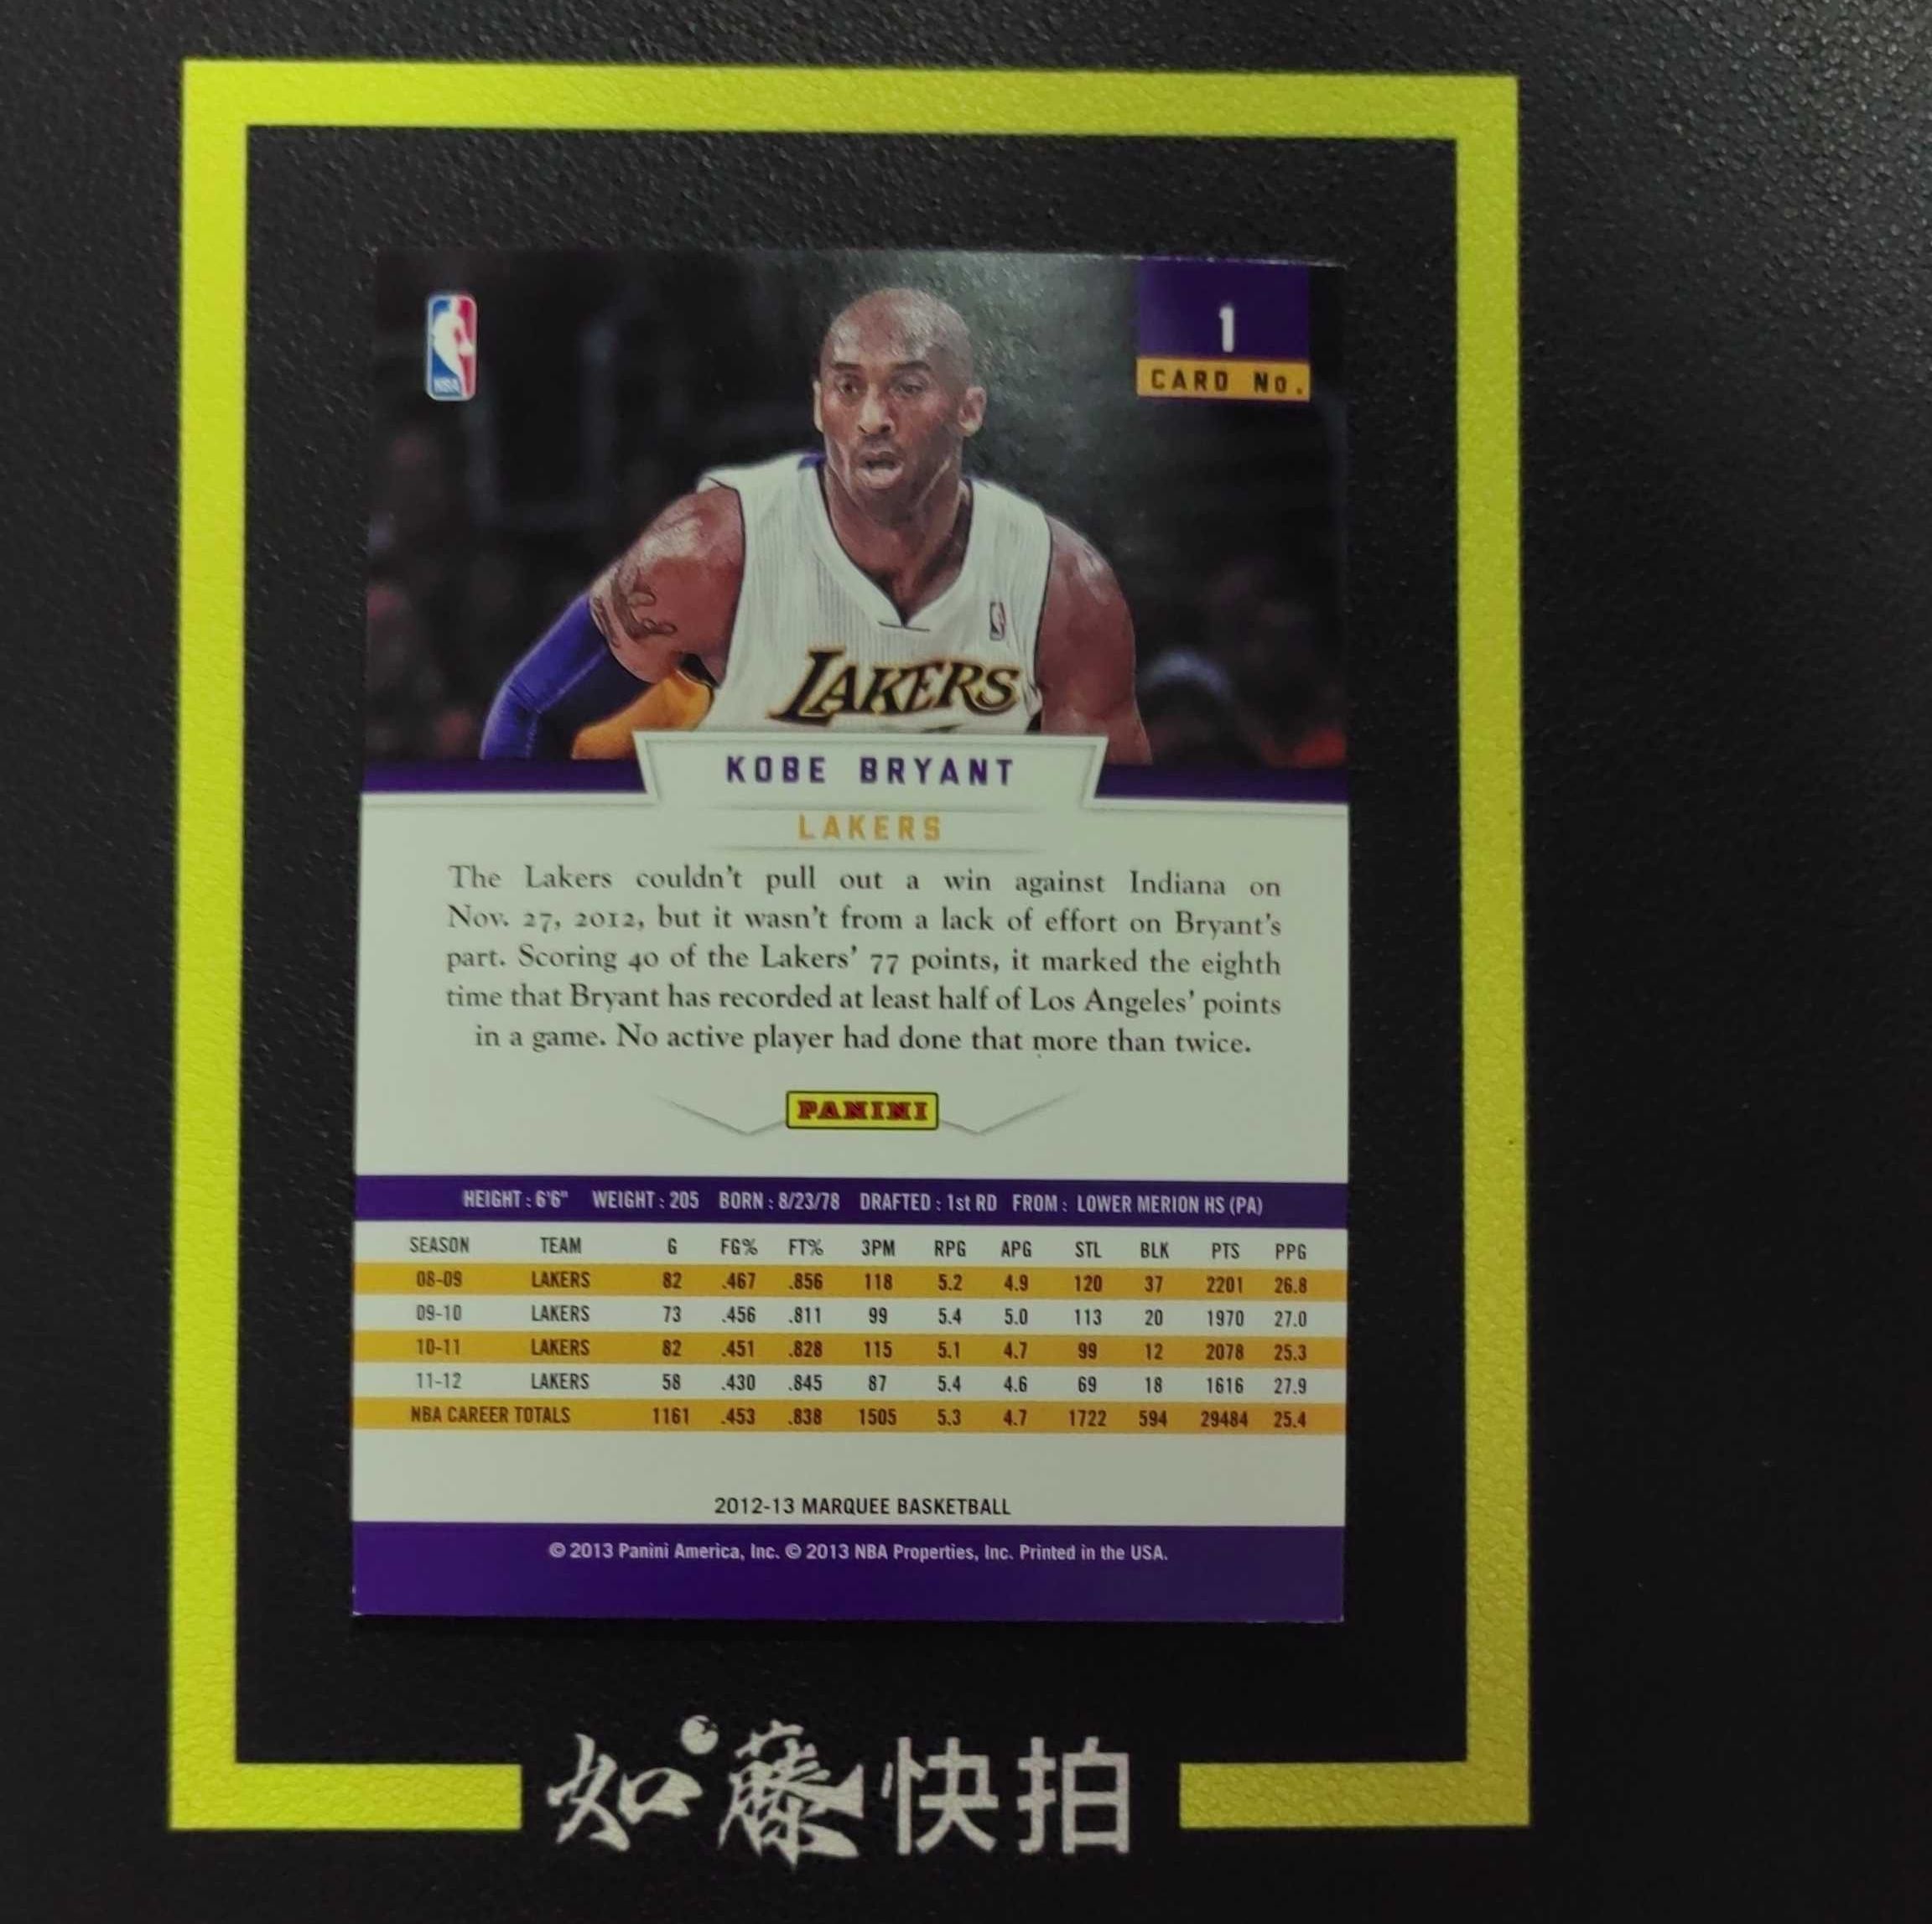 NBA
1
CARD No.
LAKERS
KOBE BRYANT
LAKERS
The Lakers couldn't pull out a win against Indiana on
Nov. 27, 2012, but it wasn't from a lack of effort on Bryant's
part. Scoring 40 of the Lakers' 77 points, it marked the eighth
time that Bryant has recorded at least half of Los Angeles' points
in a game. No active player had done that more than twice.
PANINI
HEIGHT : 6'6" WEIGHT : 205 BORN : 8/23/78 DRAFTED : 1st RD FROM : LOWER MERION HS (PA)
SEASON TEAM G FG% FT% 3PM RPG APG STL BLK PTS PPG
08-09 LAKERS 82 .467 .856 118 5.2 4.9 120 37 2201 26.8
09-10 LAKERS 73 .456 .811 99 5.4 5.0 113 20 1970 27.0
10-11 LAKERS 82 .451 .828 115 5.1 4.7 99 12 2078 25.3
11-12 LAKERS 58 .430 .845 87 5.4 4.6 69 18 1616 27.9
NBA CAREER TOTALS 1161 .453 .838 1505 5.3 4.7 1722 594 29484 25.4
2012-13 MARQUEE BASKETBALL
© 2013 Panini America, Inc. © 2013 NBA Properties, Inc. Printed in the USA.
如藤快拍